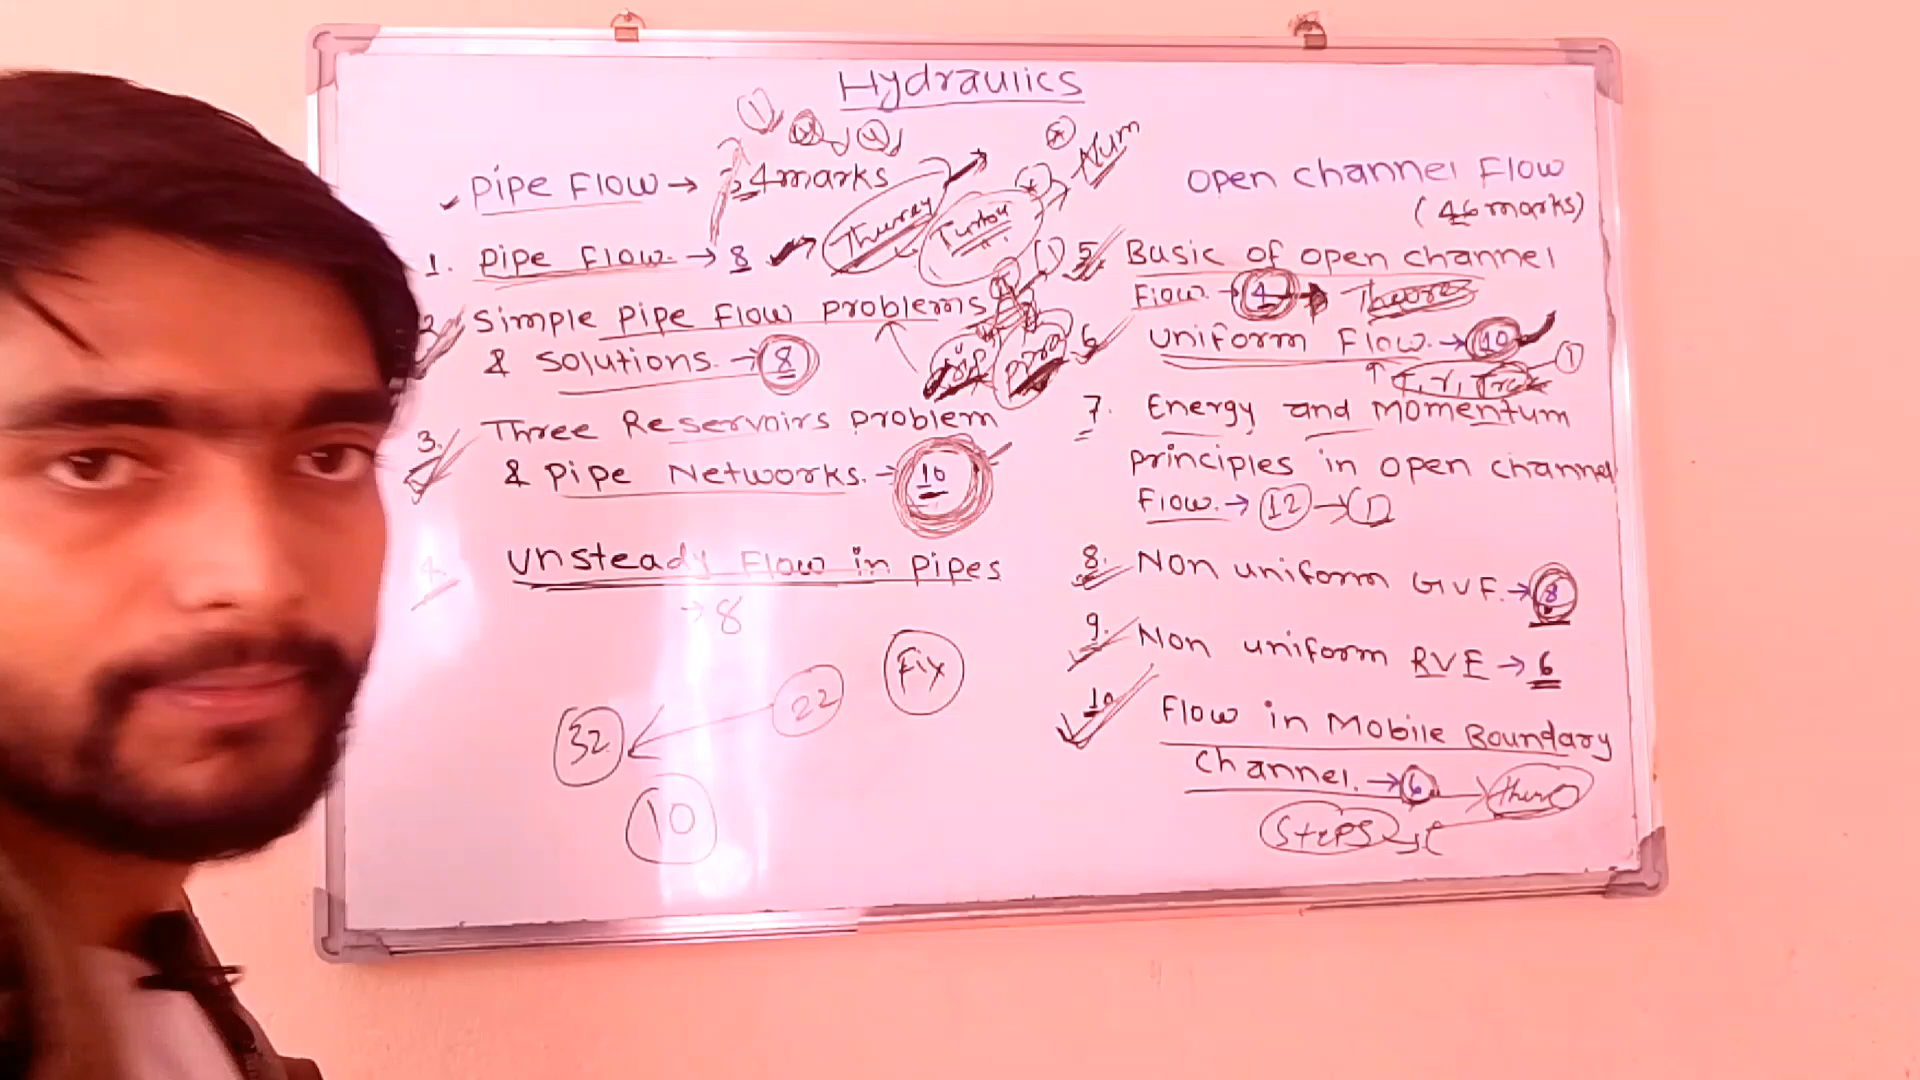 Hydraulics
Pipe Flow → 34 marks
1. Pipe Flow → 8 → Theory
Turbu
Num
2. Simple pipe Flow problems
& solutions. → 8
3. Three Reservoirs problem
& pipe Networks. → 10
4. unsteady Flow in pipes
→ 8
Fix
32 ← 22
10
open channel Flow
(46 marks)
5. Basic of open channel
Flow → 4 → Theory
6. uniform Flow. → 10
7. Energy and Momentum
principles in open channel
Flow. → 12 →
8. Non uniform GVF. → 8
9. Non uniform RVF → 6
10 Flow in Mobile Boundary
channel. → 6 →
Steps